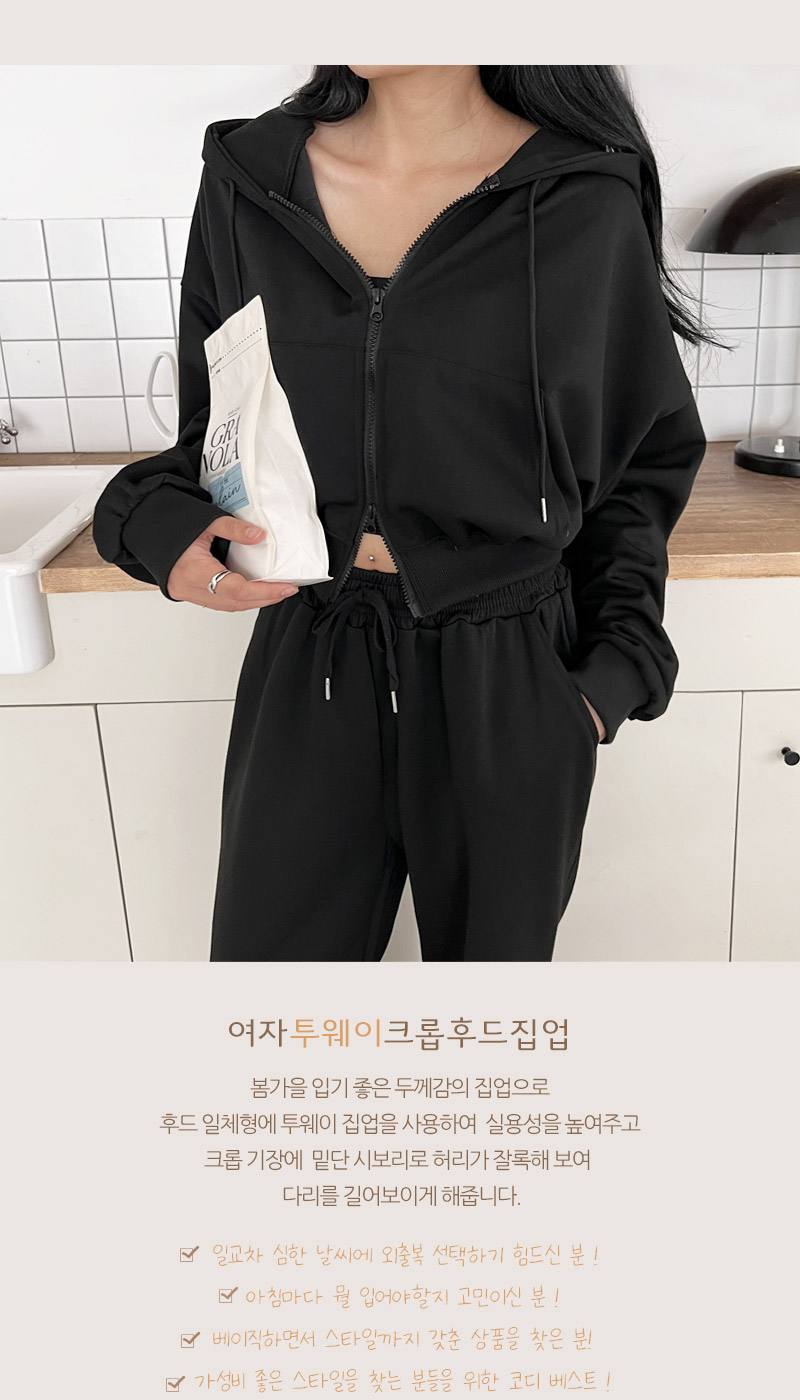 GRA
NOLA
plain
여자투웨이크롭후드집업
봄가을 입기 좋은 두께감의 집업으로
후드 일체형에 투웨이 집업을 사용하여 실용성을 높여주고
크롭 기장에 밑단 시보리로 허리가 잘록해 보여
다리를 길어보이게 해줍니다.
일교차 심한 날씨에 외출복 선택하기 힘드신 분 !
아침마다 뭘 입어야할지 고민이신 분 !
베이직하면서 스타일까지 갖춘 상품을 찾은 분!
가성비 좋은 스타일을 찾는 분들을 위한 코디 베스트 !